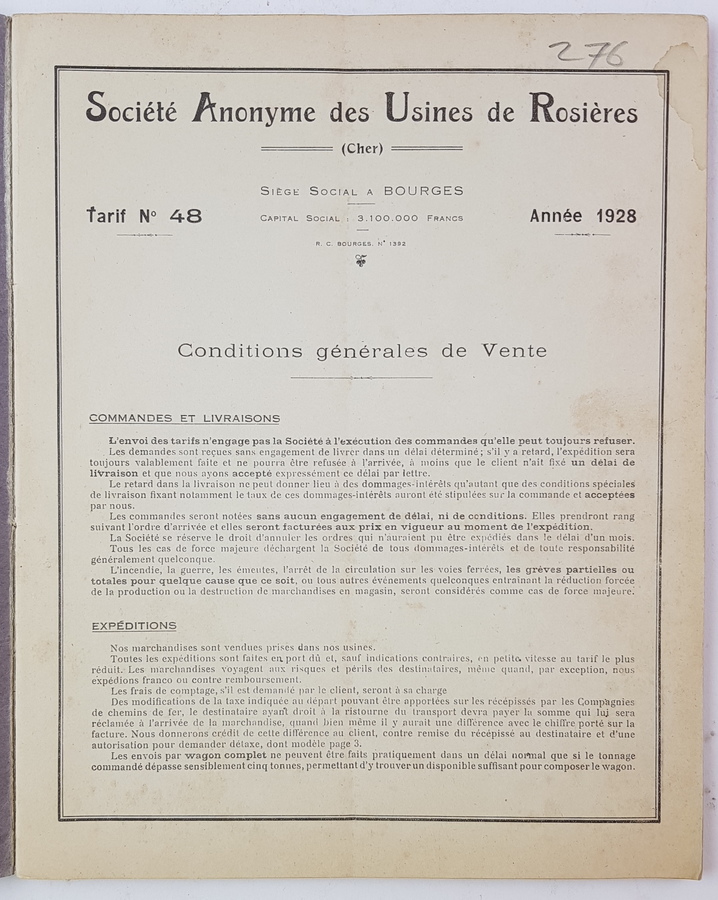 276
Société Anonyme des Usines de Rosières
(Cher)
Siège Social a BOURGES
Tarif No 48
Capital Social : 3.100.000 Francs
Année 1928
R. C. BOURGES. N° 1392
Conditions générales de Vente
COMMANDES ET LIVRAISONS
L'envoi des tarifs n'engage pas la Société à l'exécution des commandes qu'elle peut toujours refuser.
Les demandes sont reçues sans engagement de livrer dans un délai déterminé ; s'il y a retard, l'expédition sera
toujours valablement faite et ne pourra être refusée à l'arrivée, à moins que le client n'ait fixé un délai de
livraison et que nous ayons accepté expressément ce délai par lettre.
Le retard dans la livraison ne peut donner lieu à des dommages-intérêts qu'autant que des conditions spéciales
de livraison fixant notamment le taux de ces dommages-intérêts auront été stipulées sur la commande et acceptées
par nous.
Les commandes seront notées sans aucun engagement de délai, ni de conditions. Elles prendront rang
suivant l'ordre d'arrivée et elles seront facturées aux prix en vigueur au moment de l'expédition.
La Société se réserve le droit d'annuler les ordres qui n'auraient pu être expédiés dans le délai d'un mois.
Tous les cas de force majeure déchargent la Société de tous dommages-intérêts et de toute responsabilité
généralement quelconque.
L'incendie, la guerre, les émeutes, l'arrêt de la circulation sur les voies ferrées, les grèves partielles ou
totales pour quelque cause que ce soit, ou tous autres événements quelconques entraînant la réduction forcée
de la production ou la destruction de marchandises en magasin, seront considérés comme cas de force majeure.
EXPÉDITIONS
Nos marchandises sont vendues prises dans nos usines.
Toutes les expéditions sont faites en port dû et, sauf indications contraires, en petite vitesse au tarif le plus
réduit. Les marchandises voyagent aux risques et périls des destinataires, même quand, par exception, nous
expédions franco ou contre remboursement.
Les frais de comptage, s'il est demandé par le client, seront à sa charge
Des modifications de la taxe indiquée au départ pouvant être apportées sur les récépissés par les Compagnies
de chemins de fer, le destinataire ayant droit à la ristourne du transport devra payer la somme qui lui sera
réclamée à l'arrivée de la marchandise, quand bien même il y aurait une différence avec le chiffre porté sur la
facture. Nous donnerons crédit de cette différence au client, contre remise du récépissé au destinataire et d'une
autorisation pour demander détaxe, dont modèle page 3.
Les envois par wagon complet ne peuvent être faits pratiquement dans un délai normal que si le tonnage
commandé dépasse sensiblement cinq tonnes, permettant d'y trouver un disponible suffisant pour composer le wagon.